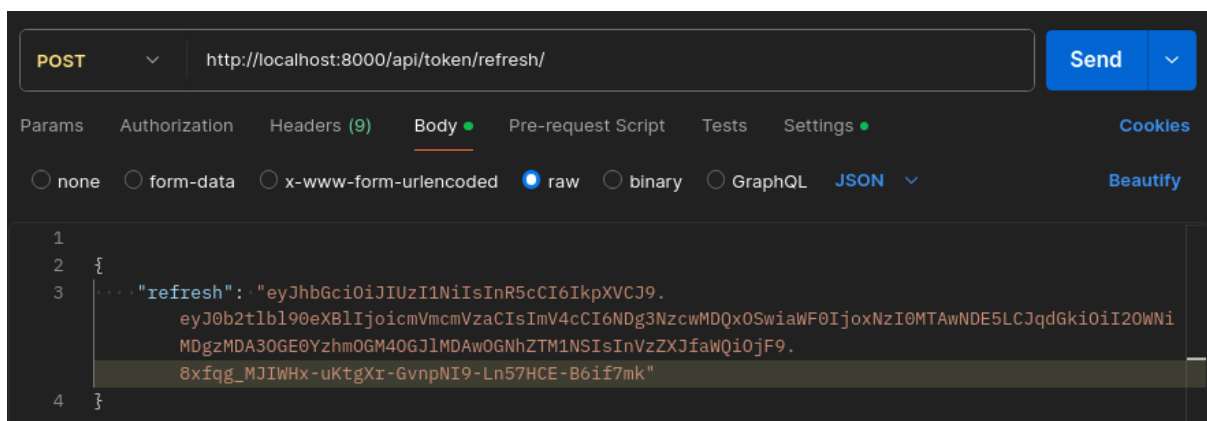 POST http://localhost:8000/api/token/refresh/ Send
Params Authorization Headers (9) Body Pre-request Script Tests Settings Cookies
none form-data x-www-form-urlencoded raw binary GraphQL JSON Beautify
1
2 {
3 "refresh": "eyJhbGciOiJIUzI1NiIsInR5cCI6IkpXVCJ9.
eyJ0b2tlbl90eXBlIjoicmVmcmVzaCIsImV4cCI6NDg3NzcwMDQxOSwiaWF0IjoxNzI0MTAwNDE5LCJqdGkiOiI2OWNi
MDgzMDA3OGE0YzhmOGM4OGJlMDAwOGNhZTM1NSIsInVzZXJfaWQiOjF9.
8xfqg_MJIWHx-uKtgXr-GvnpNI9-Ln57HCE-B6if7mk"
4 }